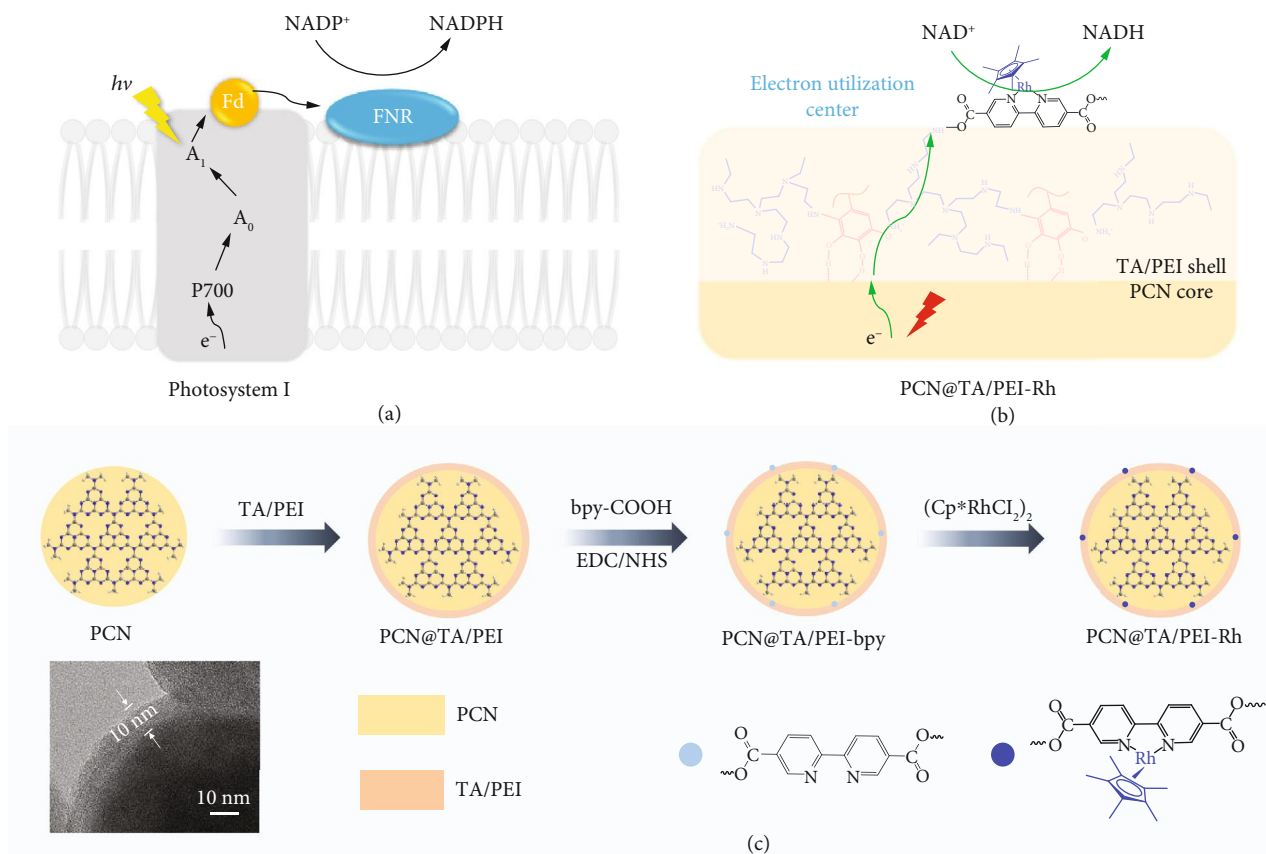 NADP⁺ NADPH
hν
Fd
FNR
A₁
A₀
P700
e⁻
Photosystem I
(a)
NAD⁺ NADH
Electron utilization
center
Rh
N N
O C O
C O O
NH
TA/PEI shell
PCN core
e⁻
PCN@TA/PEI-Rh
(b)
TA/PEI
bpy-COOH
EDC/NHS
(Cp*RhCl₂)₂
PCN
PCN@TA/PEI
PCN@TA/PEI-bpy
PCN@TA/PEI-Rh
10 nm
10 nm
PCN
TA/PEI
O C O
N N
C O O
O C O
N N
C O O
Rh
(c)